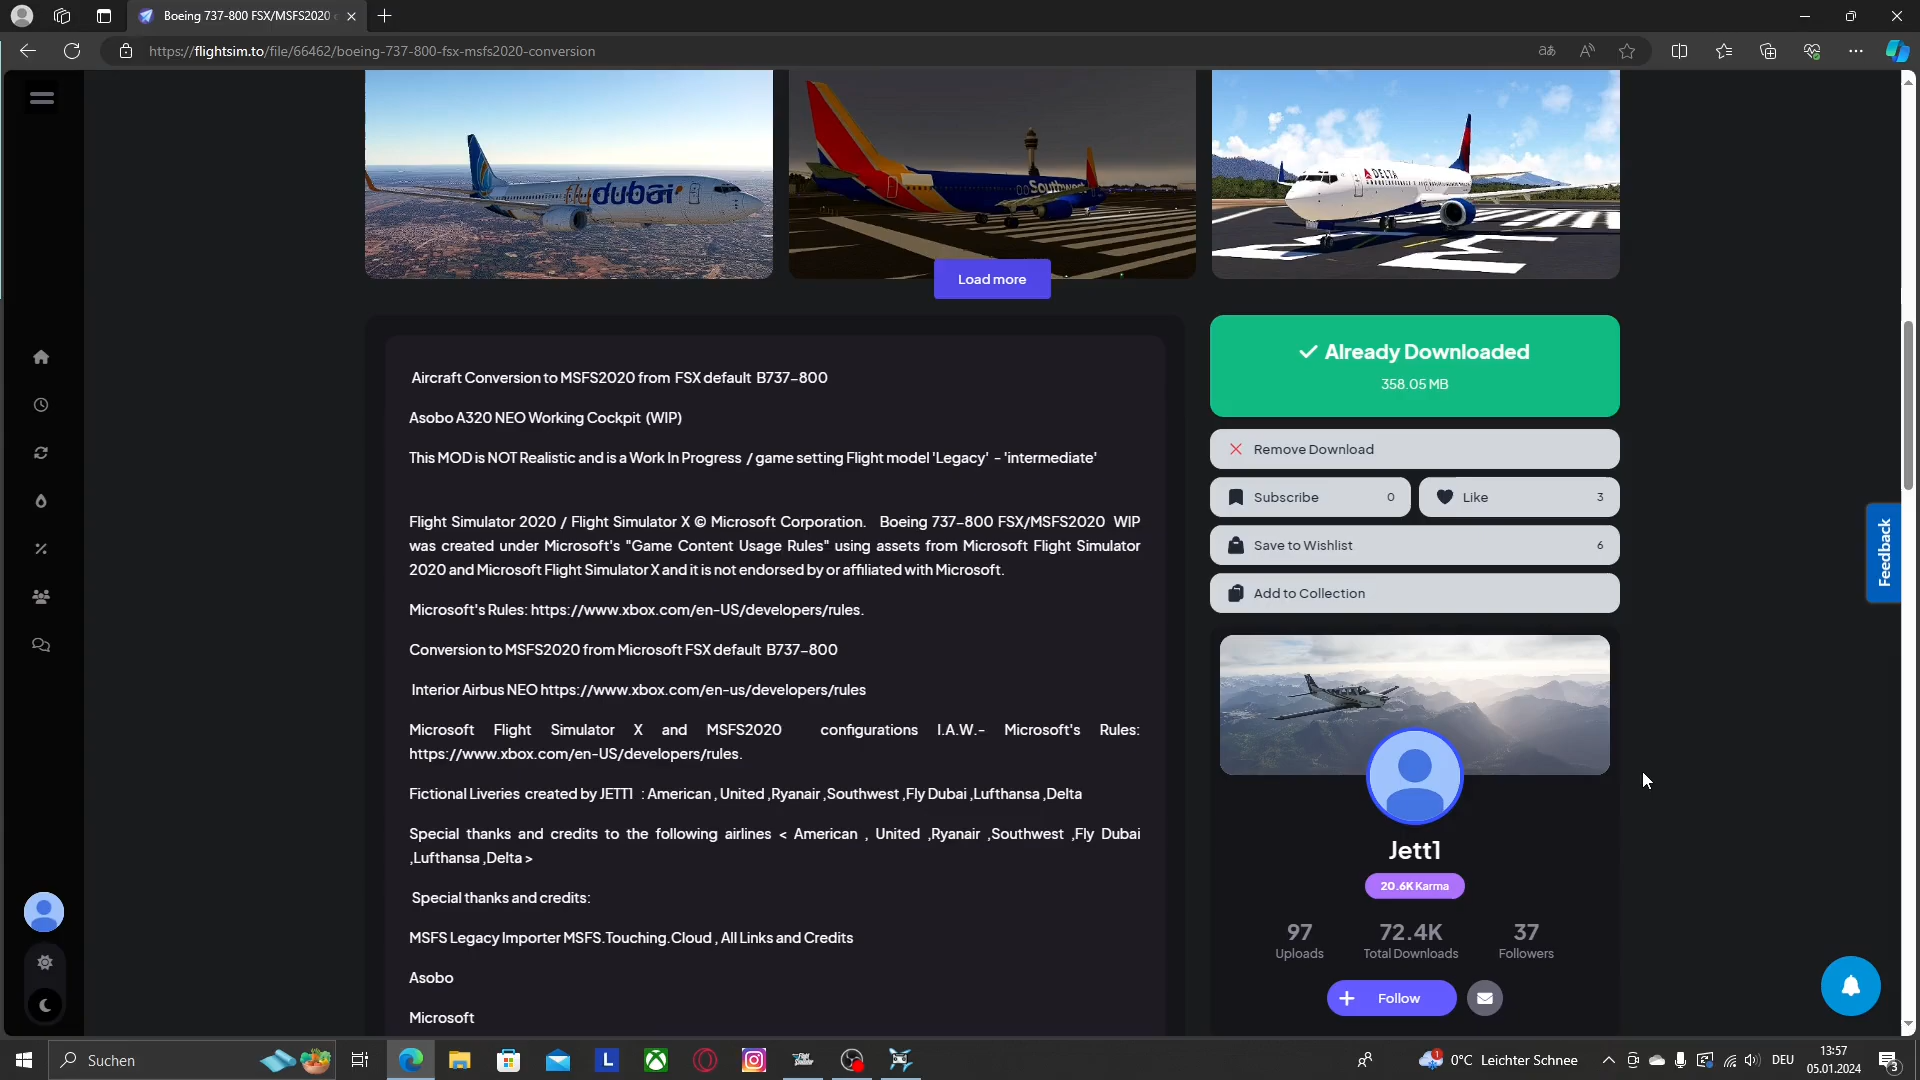 Boeing 737-800 FSX/MSFS2020
https://flightsim.to/file/66462/boeing-737-800-fsx-msfs2020-conversion
flydubai
Southwest
DELTA
Load more
Aircraft Conversion to MSFS2020 from FSX default B737-800
Asobo A320 NEO Working Cockpit (WIP)
This MOD is NOT Realistic and is a Work In Progress / game setting Flight model 'Legacy' - 'intermediate'
Flight Simulator 2020 / Flight Simulator X © Microsoft Corporation. Boeing 737-800 FSX/MSFS2020 WIP
was created under Microsoft's "Game Content Usage Rules" using assets from Microsoft Flight Simulator
2020 and Microsoft Flight Simulator X and it is not endorsed by or affiliated with Microsoft.
Microsoft's Rules: https://www.xbox.com/en-US/developers/rules.
Conversion to MSFS2020 from Microsoft FSX default B737-800
Interior Airbus NEO https://www.xbox.com/en-us/developers/rules
Microsoft Flight Simulator X and MSFS2020 configurations I.A.W.- Microsoft's Rules:
https://www.xbox.com/en-US/developers/rules.
Fictional Liveries created by JETT1 : American , United ,Ryanair ,Southwest ,Fly Dubai ,Lufthansa ,Delta
Special thanks and credits to the following airlines < American , United ,Ryanair ,Southwest ,Fly Dubai
,Lufthansa ,Delta >
Special thanks and credits:
MSFS Legacy Importer MSFS.Touching.Cloud , All Links and Credits
Asobo
Microsoft
Already Downloaded
358.05 MB
Remove Download
Subscribe 0
Like 3
Save to Wishlist 6
Add to Collection
Jett1
20.6K Karma
97 72.4K 37
Uploads Total Downloads Followers
Follow
Feedback
Suchen
L
1
0°C Leichter Schnee
DEU
13:57
05.01.2024
3